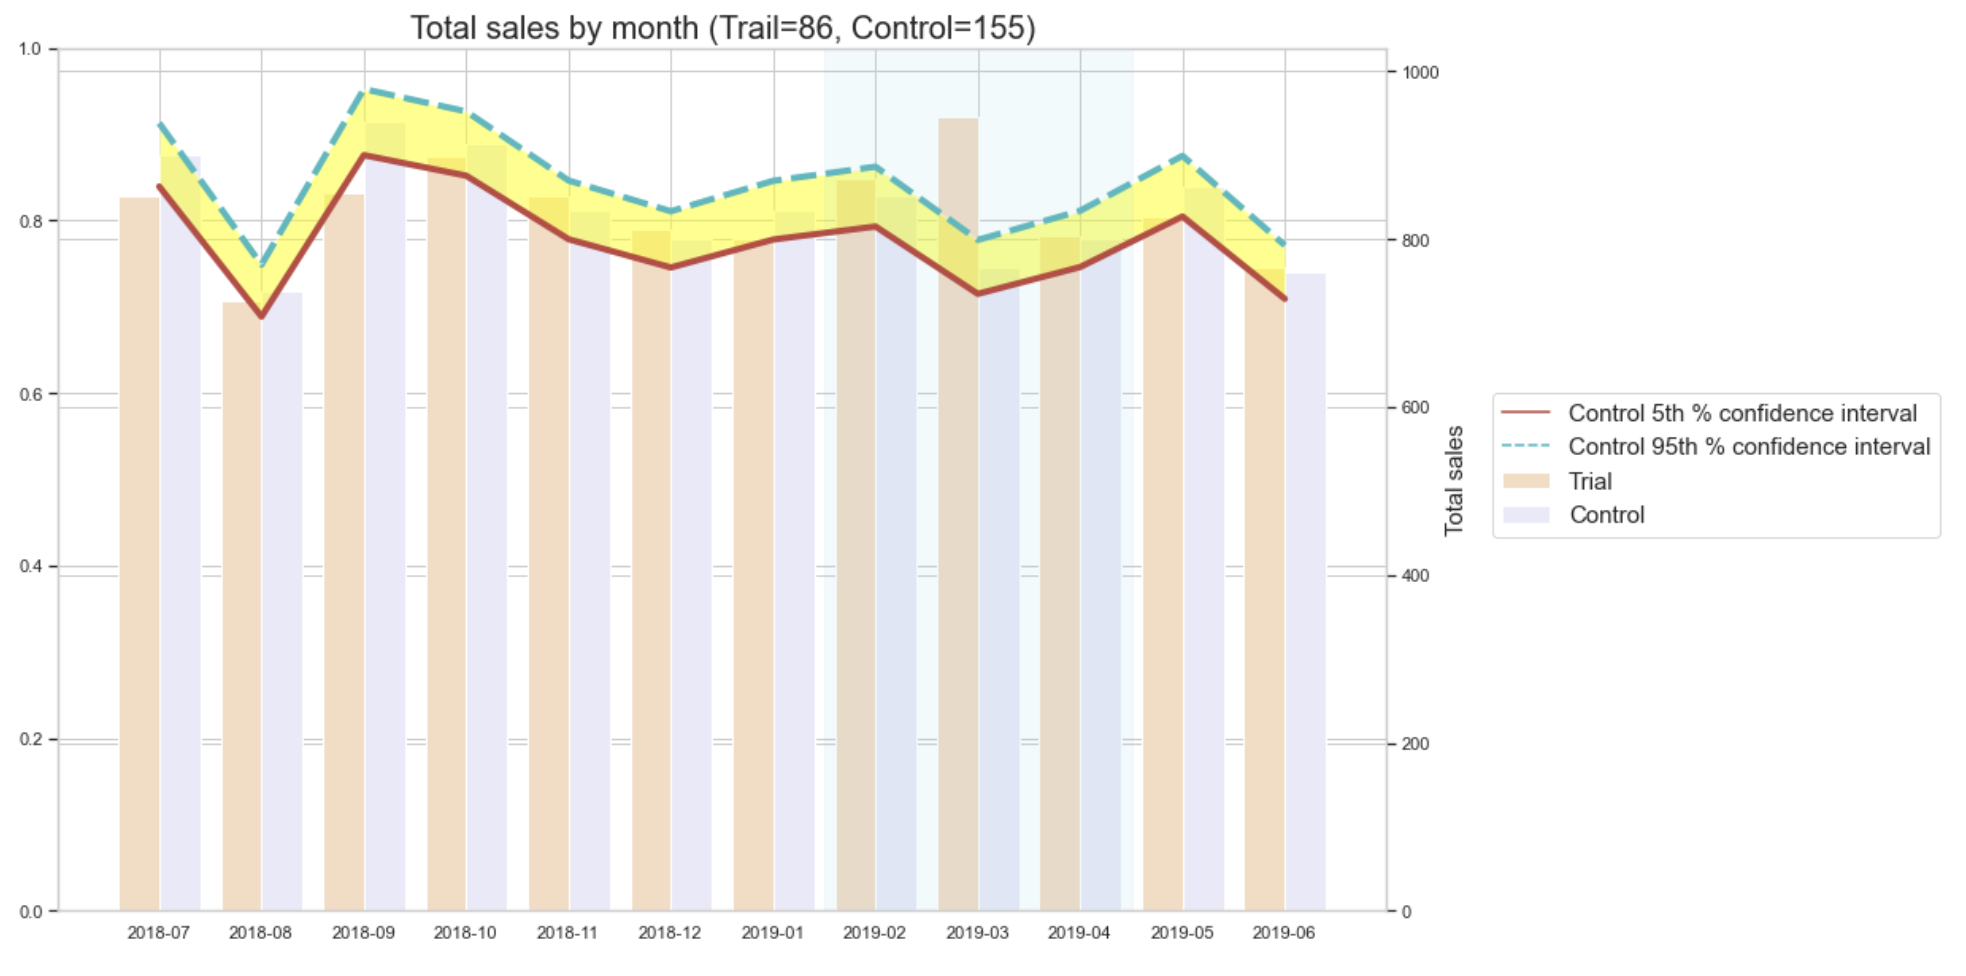 Total sales by month (Trail=86, Control=155)
1.0
0.8
0.6
0.4
0.2
0.0
1000
800
600
400
200
0
Total sales
2018-07 2018-08 2018-09 2018-10 2018-11 2018-12 2019-01 2019-02 2019-03 2019-04 2019-05 2019-06
Control 5th % confidence interval
Control 95th % confidence interval
Trial
Control